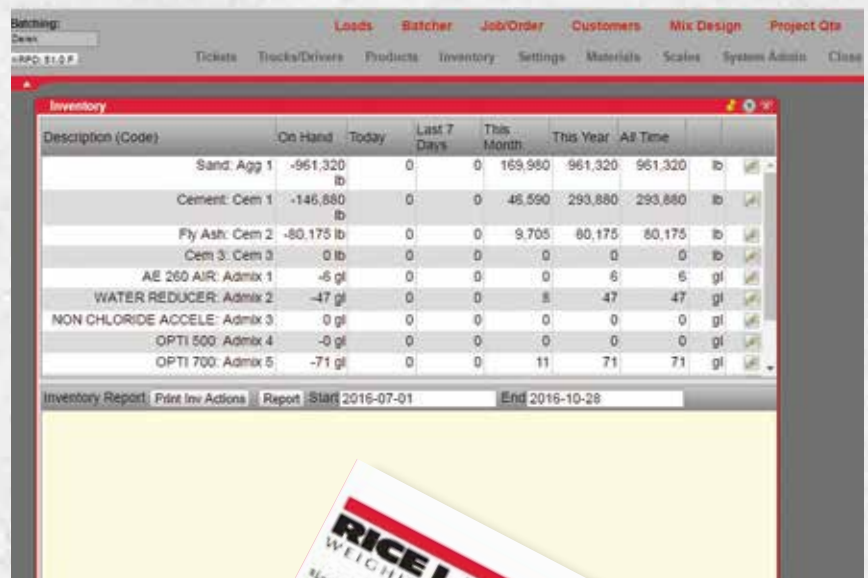 Batching:
Loads Batcher Job/Order Customers Mix Design Project Qts
Derek
Tickets Trucks/Drivers Products Inventory Settings Materials Scales System Admin Close
Inventory
Description (Code) On Hand Today Last 7 Days This Month This Year All Time
Sand: Agg 1 -961,320 lb 0 0 169,980 961,320 961,320 lb
Cement: Cem 1 -146,880 lb 0 0 46,590 293,880 293,880 lb
Fly Ash: Cem 2 -80,175 lb 0 0 9,705 80,175 80,175 lb
Cem 3: Cem 3 0 lb 0 0 0 0 0 lb
AE 260 AIR: Admix 1 -6 gl 0 0 0 6 6 gl
WATER REDUCER: Admix 2 -47 gl 0 0 8 47 47 gl
NON CHLORIDE ACCELE: Admix 3 0 gl 0 0 0 0 0 gl
OPTI 500: Admix 4 -0 gl 0 0 0 0 0 gl
OPTI 700: Admix 5 -71 gl 0 0 11 71 71 gl
Inventory Report Print Inv Actions Report Start 2016-07-01 End 2016-10-28
RICE L
WEIGHI